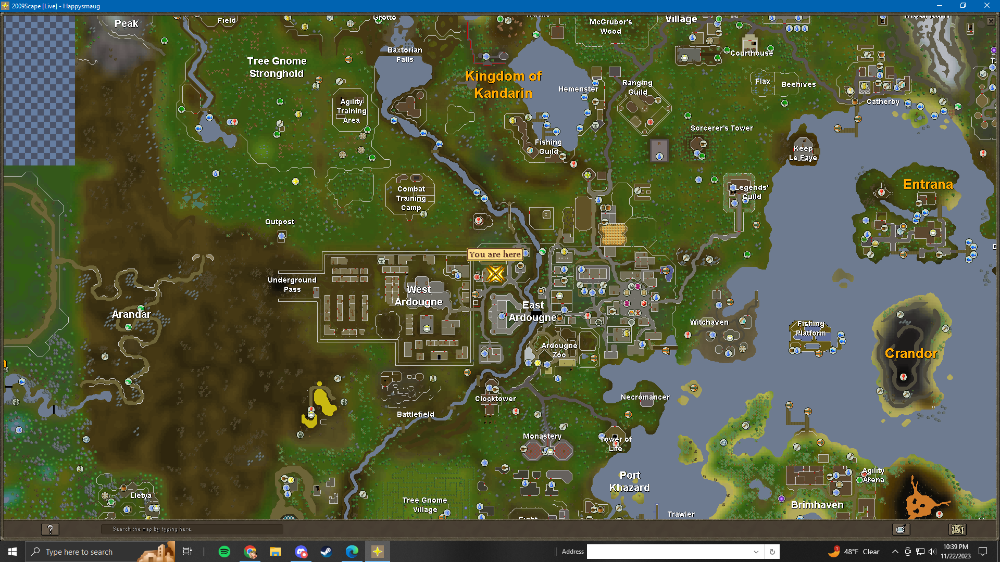 2009Scape [Live] - Happysmaug
Peak
Field
Grotto
McGrubor's
Wood
Village
Mountain
Baxtorian
Falls
Courthouse
Tree Gnome
Stronghold
Kingdom of
Kandarin
Hemenster
Ranging
Guild
Flax
Beehives
Catherby
Agility
Training
Area
Sorcerer's Tower
Fishing
Guild
Keep
Le Faye
Entrana
Combat
Training
Camp
Legends'
Guild
Outpost
You are here
Underground
Pass
West
Ardougne
East
Ardougne
Arandar
Witchaven
Fishing
Platform
Ardougne
Zoo
Crandor
Clocktower
Necromancer
Battlefield
Monastery
Tower of
Life
Port
Khazard
Agility
Arena
Lletya
Tree Gnome
Village
Brimhaven
Trawler
Fight
?
Search the map by typing here.
Type here to search
Address
1
48°F Clear
10:39 PM
11/22/2023